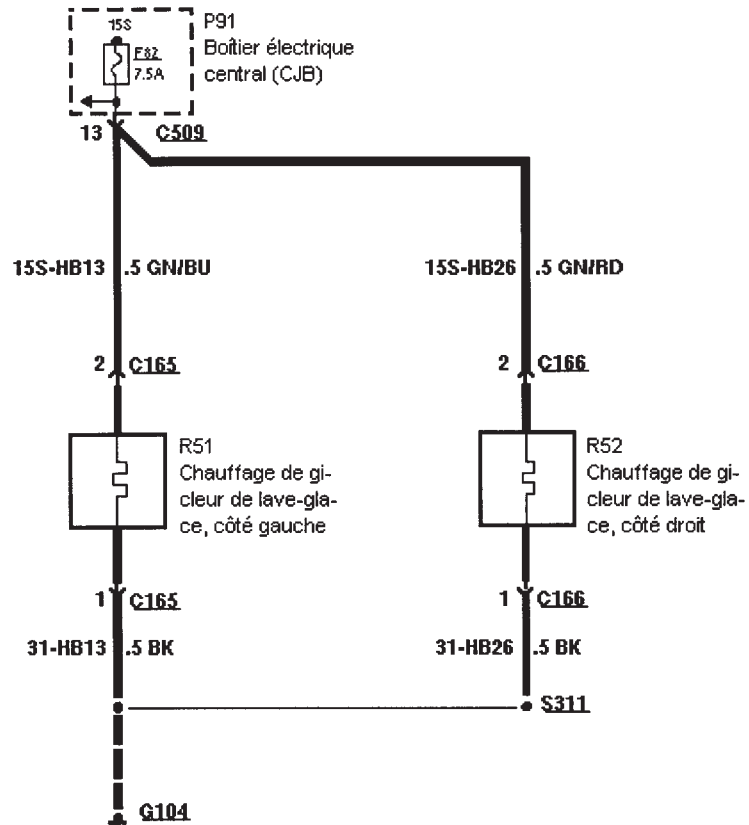 15S
P91
Boîtier électrique
central (CJB)
F82
7.5A
13
C509
15S-HB13
.5 GN/BU
15S-HB26
.5 GN/RD
2
C165
2
C166
R51
Chauffage de gi-
cleur de lave-gla-
ce, côté gauche
R52
Chauffage de gi-
cleur de lave-gla-
ce, côté droit
1
C165
1
C166
31-HB13
.5 BK
31-HB26
.5 BK
S311
G104